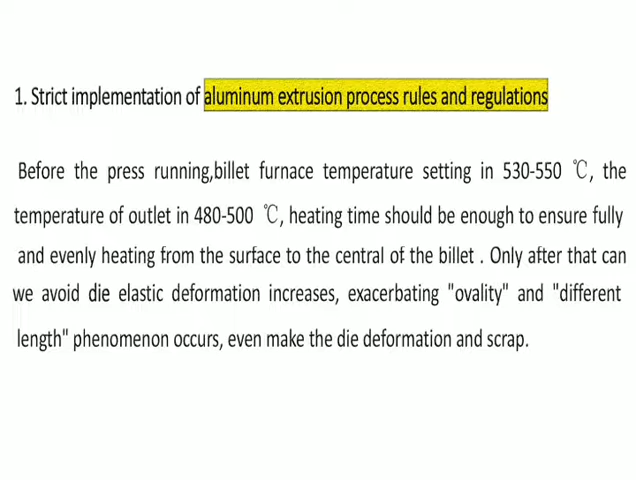 1. Strict implementation of aluminum extrusion process rules and regulations
Before the press running,billet furnace temperature setting in 530-550 ℃, the
temperature of outlet in 480-500 ℃, heating time should be enough to ensure fully
and evenly heating from the surface to the central of the billet . Only after that can
we avoid die elastic deformation increases, exacerbating "ovality" and "different
length" phenomenon occurs, even make the die deformation and scrap.